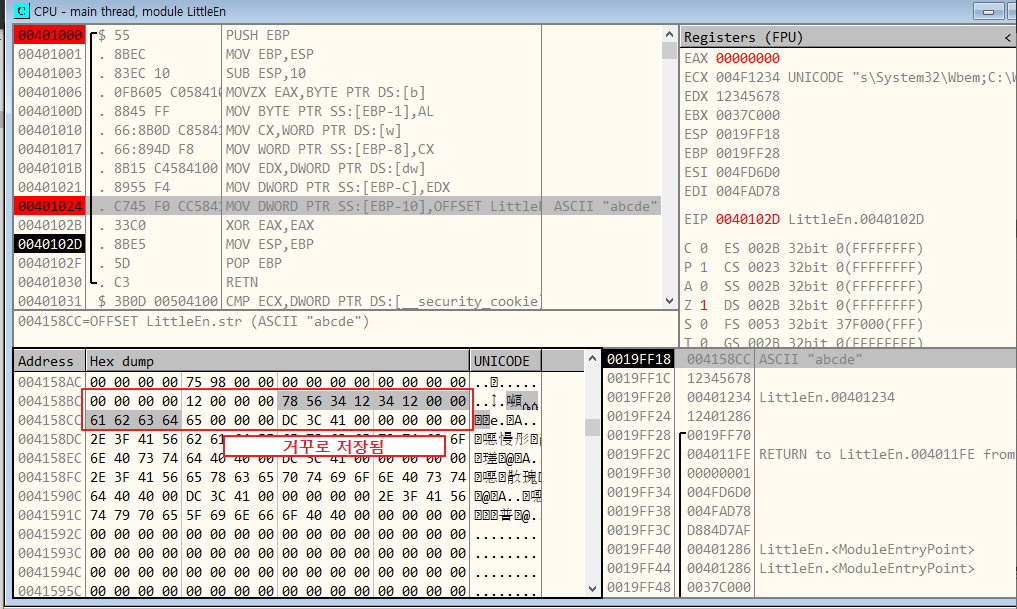 C CPU - main thread, module LittleEn
00401000 $ 55 PUSH EBP
00401001 . 8BEC MOV EBP,ESP
00401003 . 83EC 10 SUB ESP,10
00401006 . 0FB605 C05841 MOVZX EAX,BYTE PTR DS:[b]
0040100D . 8845 FF MOV BYTE PTR SS:[EBP-1],AL
00401010 . 66:8B0D C8584 MOV CX,WORD PTR DS:[w]
00401017 . 66:894D F8 MOV WORD PTR SS:[EBP-8],CX
0040101B . 8B15 C4584100 MOV EDX,DWORD PTR DS:[dw]
00401021 . 8955 F4 MOV DWORD PTR SS:[EBP-C],EDX
00401024 . C745 F0 CC584 MOV DWORD PTR SS:[EBP-10],OFFSET Little ASCII "abcde"
0040102B . 33C0 XOR EAX,EAX
0040102D . 8BE5 MOV ESP,EBP
0040102F . 5D POP EBP
00401030 . C3 RETN
00401031 $ 3B0D 00504100 CMP ECX,DWORD PTR DS:[__security_cookie]
004158CC=OFFSET LittleEn.str (ASCII "abcde")
Registers (FPU) <
EAX 00000000
ECX 004F1234 UNICODE "s\System32\Wbem;C:\W
EDX 12345678
EBX 0037C000
ESP 0019FF18
EBP 0019FF28
ESI 004FD6D0
EDI 004FAD78
EIP 0040102D LittleEn.0040102D
C 0 ES 002B 32bit 0(FFFFFFFF)
P 1 CS 0023 32bit 0(FFFFFFFF)
A 0 SS 002B 32bit 0(FFFFFFFF)
Z 1 DS 002B 32bit 0(FFFFFFFF)
S 0 FS 0053 32bit 37F000(FFF)
T 0 GS 002B 32bit 0(FFFFFFFF)
Address Hex dump UNICODE
004158AC 00 00 00 00 75 98 00 00 00 00 00 00 00 00 00 00
004158BC 00 00 00 00 12 00 00 00 78 56 34 12 34 12 00 00
004158CC 61 62 63 64 65 00 00 00 DC 3C 41 00 00 00 00 00
004158DC 2E 3F 41 56 62 61 6F
거꾸로 저장됨
004158EC 6E 40 73 74 64 40 40 00 DC 3C 41 00 00 00 00 00
004158FC 2E 3F 41 56 65 78 63 65 70 74 69 6F 6E 40 73 74
0041590C 64 40 40 00 DC 3C 41 00 00 00 00 00 2E 3F 41 56
0041591C 74 79 70 65 5F 69 6E 66 6F 40 40 00 00 00 00 00
0041592C 00 00 00 00 00 00 00 00 00 00 00 00 00 00 00 00 ........
0041593C 00 00 00 00 00 00 00 00 00 00 00 00 00 00 00 00 ........
0041594C 00 00 00 00 00 00 00 00 00 00 00 00 00 00 00 00 ........
0041595C 00 00 00 00 00 00 00 00 00 00 00 00 00 00 00 00 ........
0019FF18 004158CC ASCII "abcde"
0019FF1C 12345678
0019FF20 00401234 LittleEn.00401234
0019FF24 12401286
0019FF28 0019FF70
0019FF2C 004011FE RETURN to LittleEn.004011FE from
0019FF30 00000001
0019FF34 004FD6D0
0019FF38 004FAD78
0019FF3C D884D7AF
0019FF40 00401286 LittleEn.<ModuleEntryPoint>
0019FF44 00401286 LittleEn.<ModuleEntryPoint>
0019FF48 0037C000